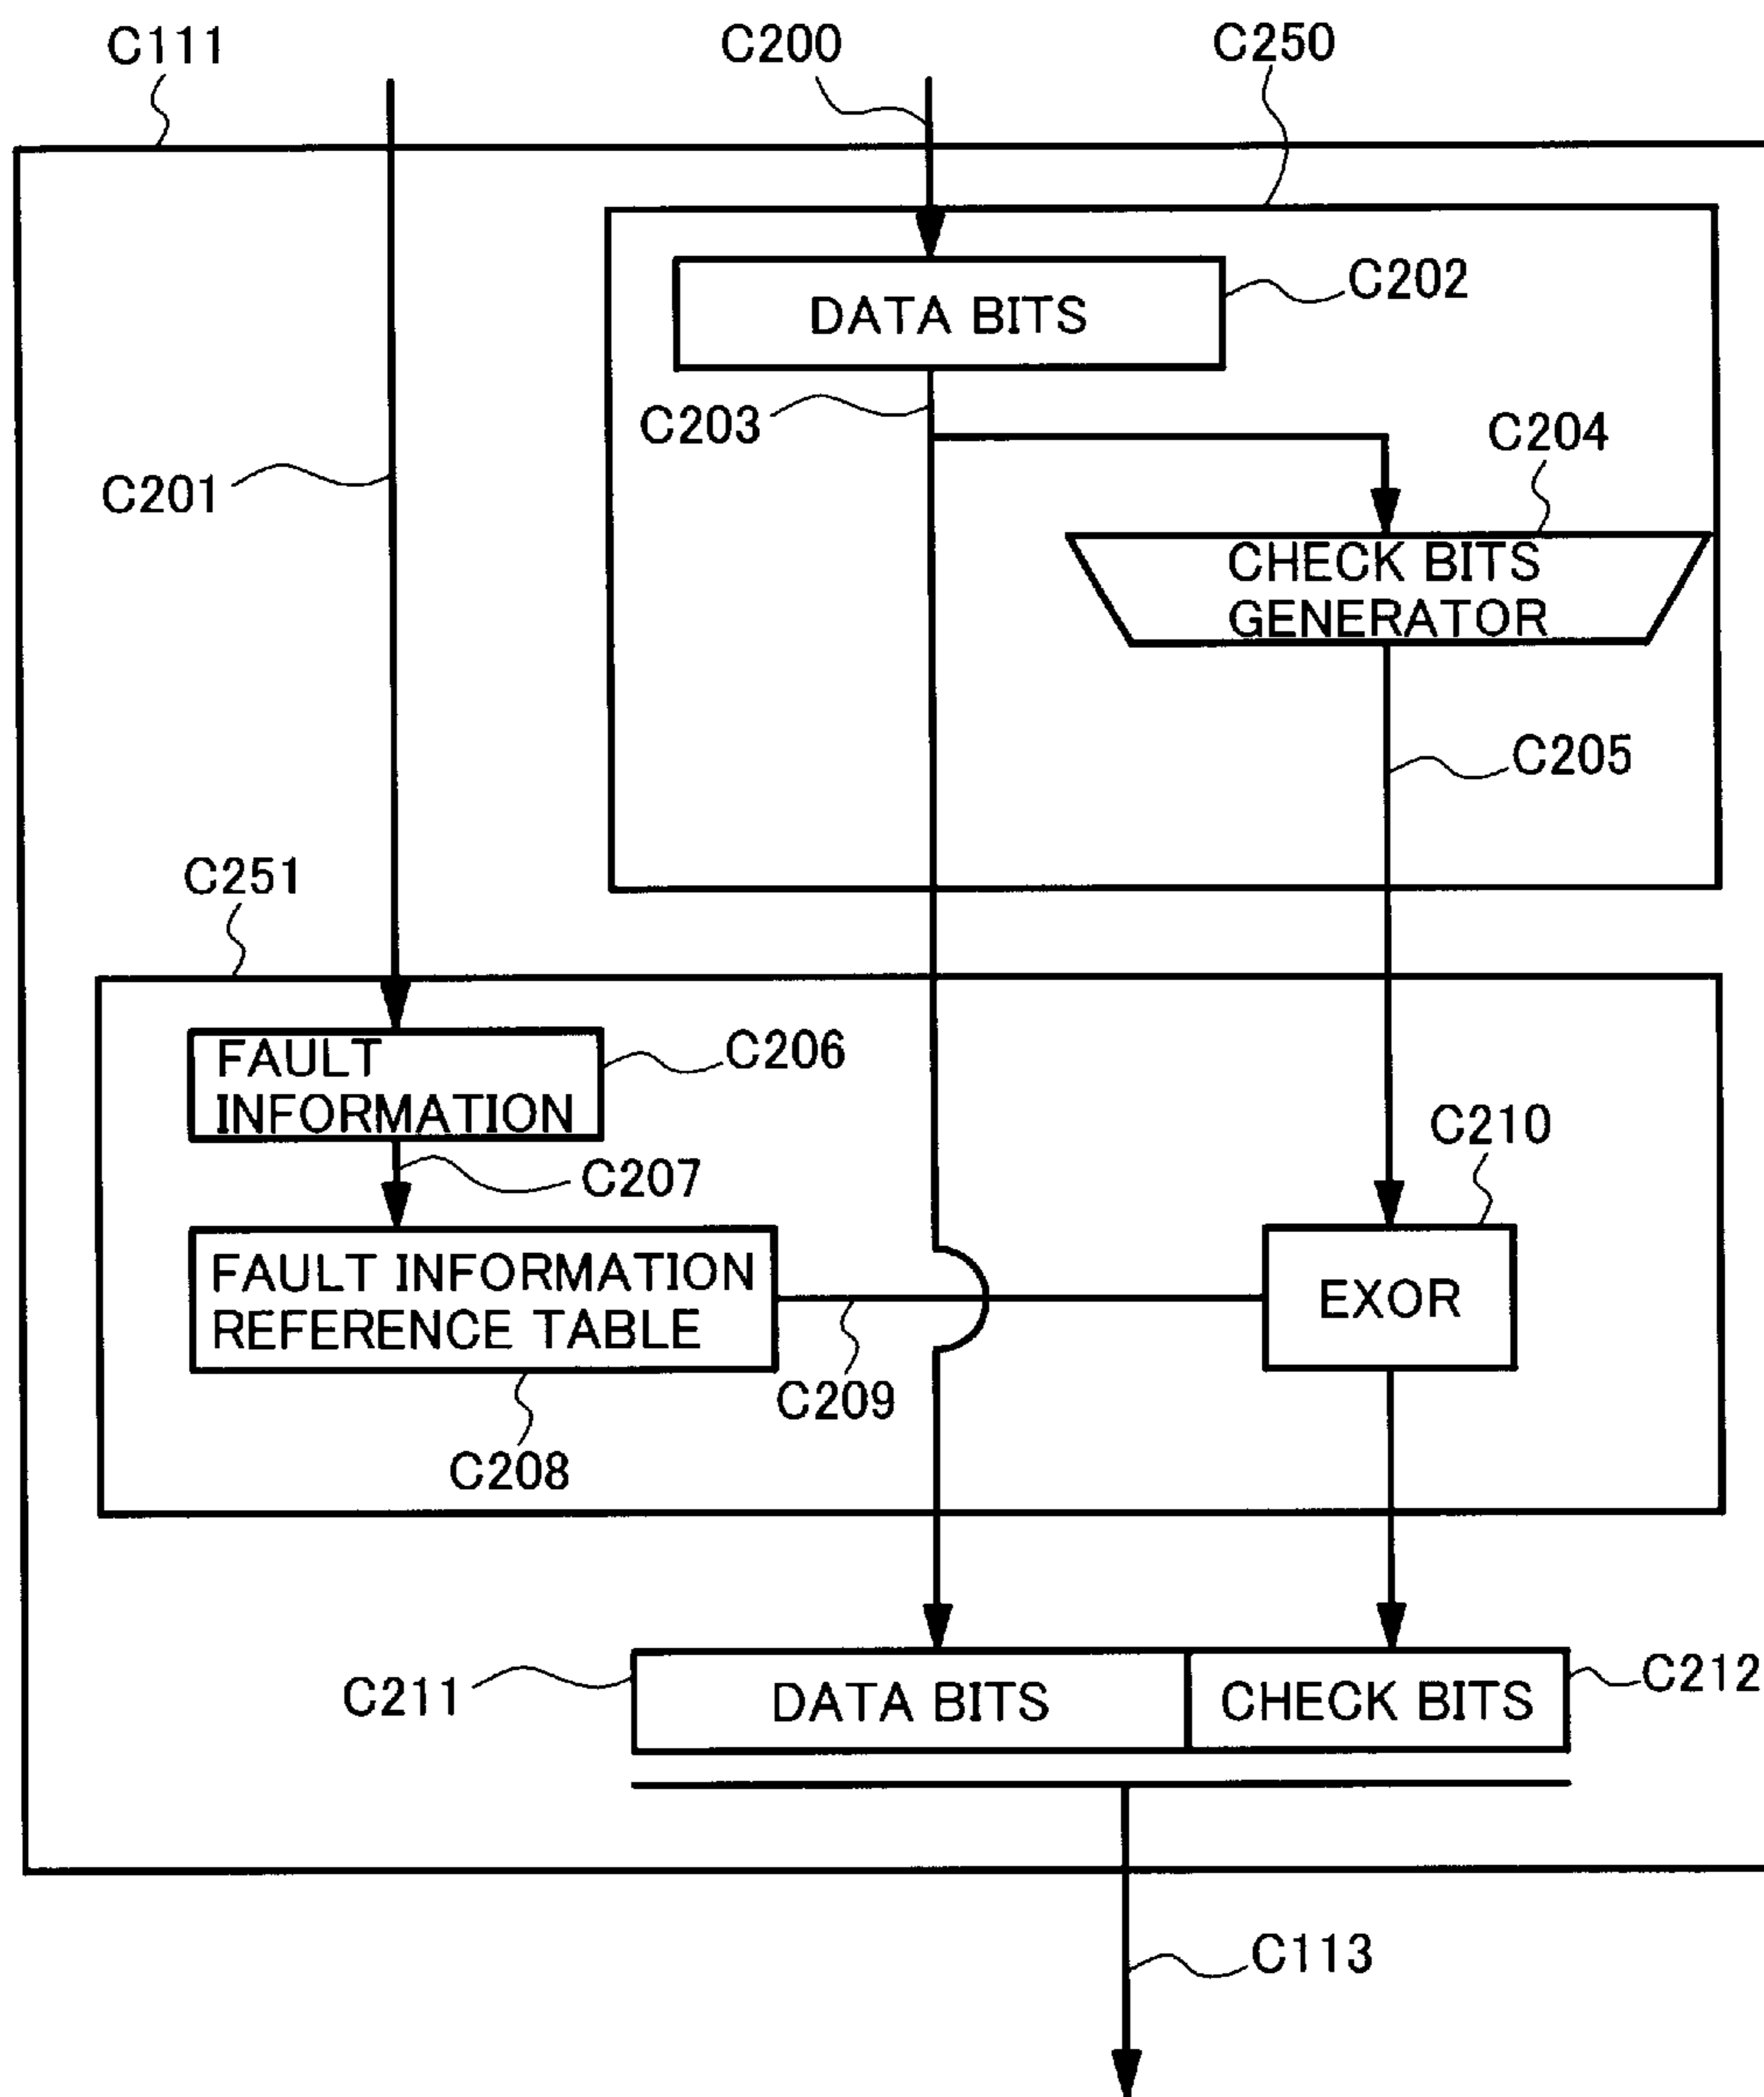 C111
C200
C250
DATA BITS
C202
C203
C204
C201
CHECK BITS
GENERATOR
C205
C251
FAULT
INFORMATION
C206
C210
C207
FAULT INFORMATION
REFERENCE TABLE
EXOR
C209
C208
C211
DATA BITS
CHECK BITS
C212
C113